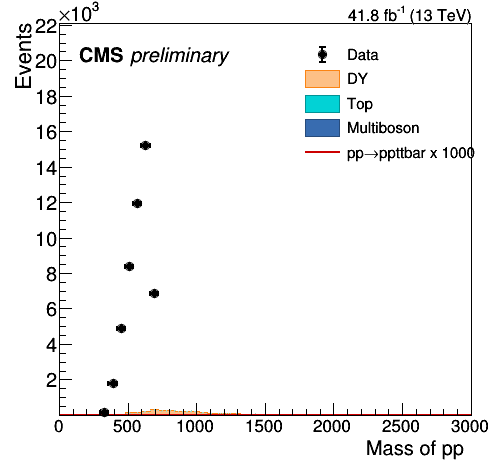 ×10³
41.8 fb⁻¹ (13 TeV)
Events
CMS preliminary
Data
DY
Top
Multiboson
pp→ppttbar x 1000
22
20
18
16
14
12
10
8
6
4
2
0 500 1000 1500 2000 2500 3000
Mass of pp